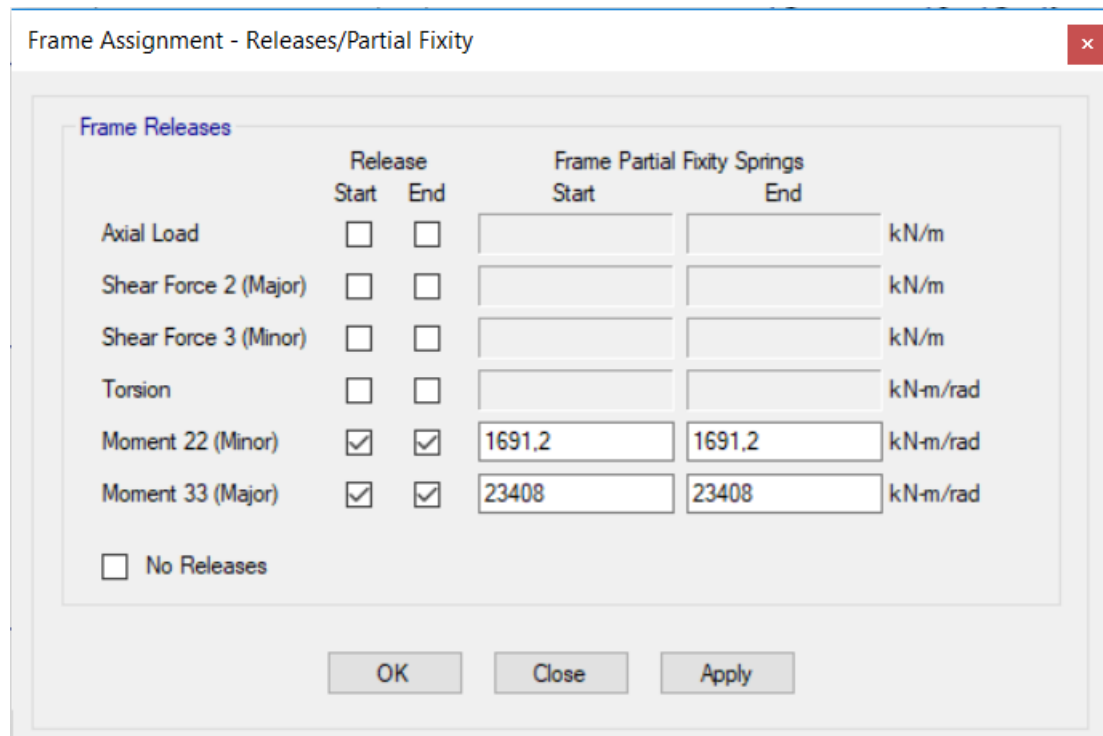 Frame Assignment - Releases/Partial Fixity
Frame Releases
Release Frame Partial Fixity Springs
Start End Start End
Axial Load kN/m
Shear Force 2 (Major) kN/m
Shear Force 3 (Minor) kN/m
Torsion kN-m/rad
Moment 22 (Minor) 1691,2 1691,2 kN-m/rad
Moment 33 (Major) 23408 23408 kN-m/rad
No Releases
OK Close Apply